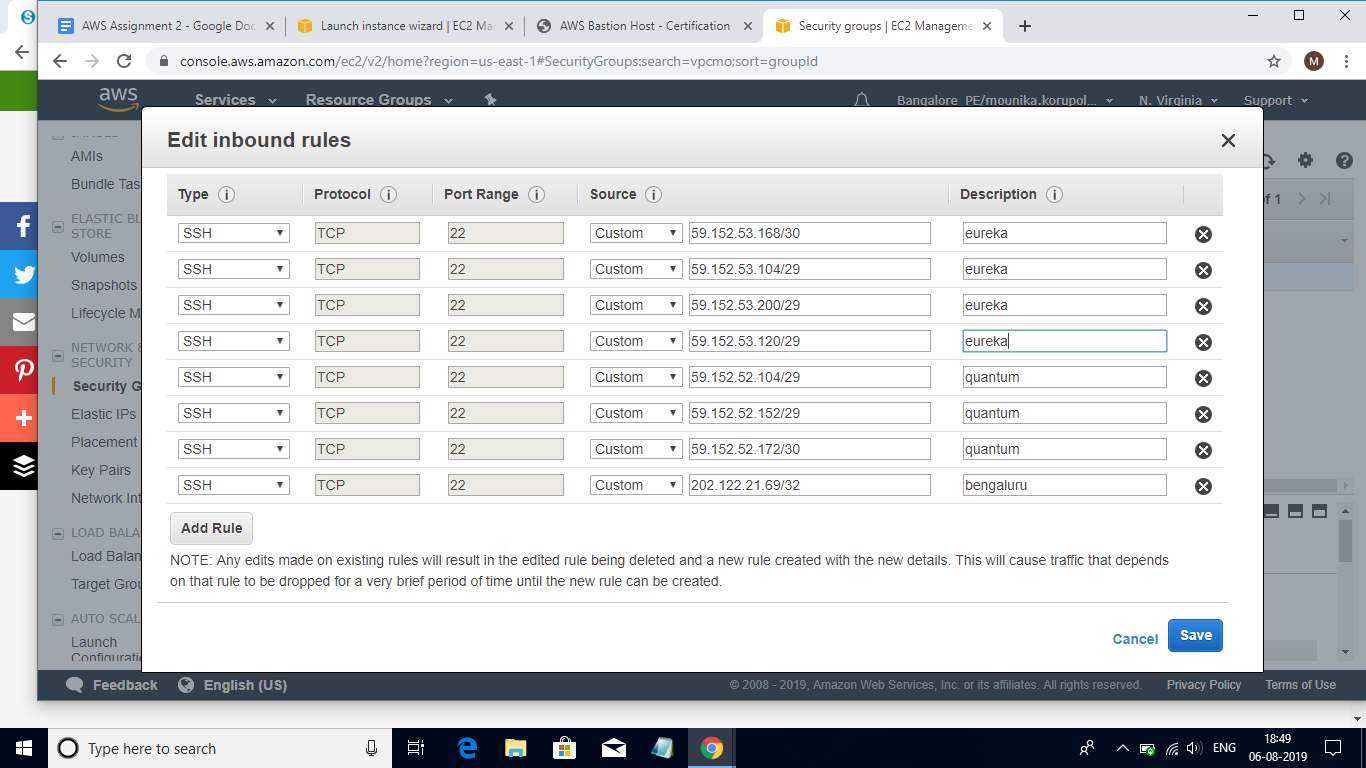 AWS Assignment 2 - Google Doc
Launch instance wizard | EC2 Ma
AWS Bastion Host - Certification
Security groups | EC2 Manageme
console.aws.amazon.com/ec2/v2/home?region=us-east-1#SecurityGroups:search=vpcmo;sort=groupId
M
aws
Services
Resource Groups
Bangalore_PE/mounika.korupol...
N. Virginia
Support
AMIs
Bundle Tas
ELASTIC BL
STORE
Volumes
Snapshots
Lifecycle M
NETWORK &
SECURITY
Security G
Elastic IPs
Placement
Key Pairs
Network Int
LOAD BALA
Load Balan
Target Grou
AUTO SCAL
Launch
Configurati
of 1
Edit inbound rules
Type Protocol Port Range Source Description
SSH TCP 22 Custom 59.152.53.168/30 eureka
SSH TCP 22 Custom 59.152.53.104/29 eureka
SSH TCP 22 Custom 59.152.53.200/29 eureka
SSH TCP 22 Custom 59.152.53.120/29 eureka
SSH TCP 22 Custom 59.152.52.104/29 quantum
SSH TCP 22 Custom 59.152.52.152/29 quantum
SSH TCP 22 Custom 59.152.52.172/30 quantum
SSH TCP 22 Custom 202.122.21.69/32 bengaluru
Add Rule
NOTE: Any edits made on existing rules will result in the edited rule being deleted and a new rule created with the new details. This will cause traffic that depends
on that rule to be dropped for a very brief period of time until the new rule can be created.
Cancel
Save
Feedback
English (US)
© 2008 - 2019, Amazon Web Services, Inc. or its affiliates. All rights reserved.
Privacy Policy
Terms of Use
Type here to search
ENG
18:49
06-08-2019